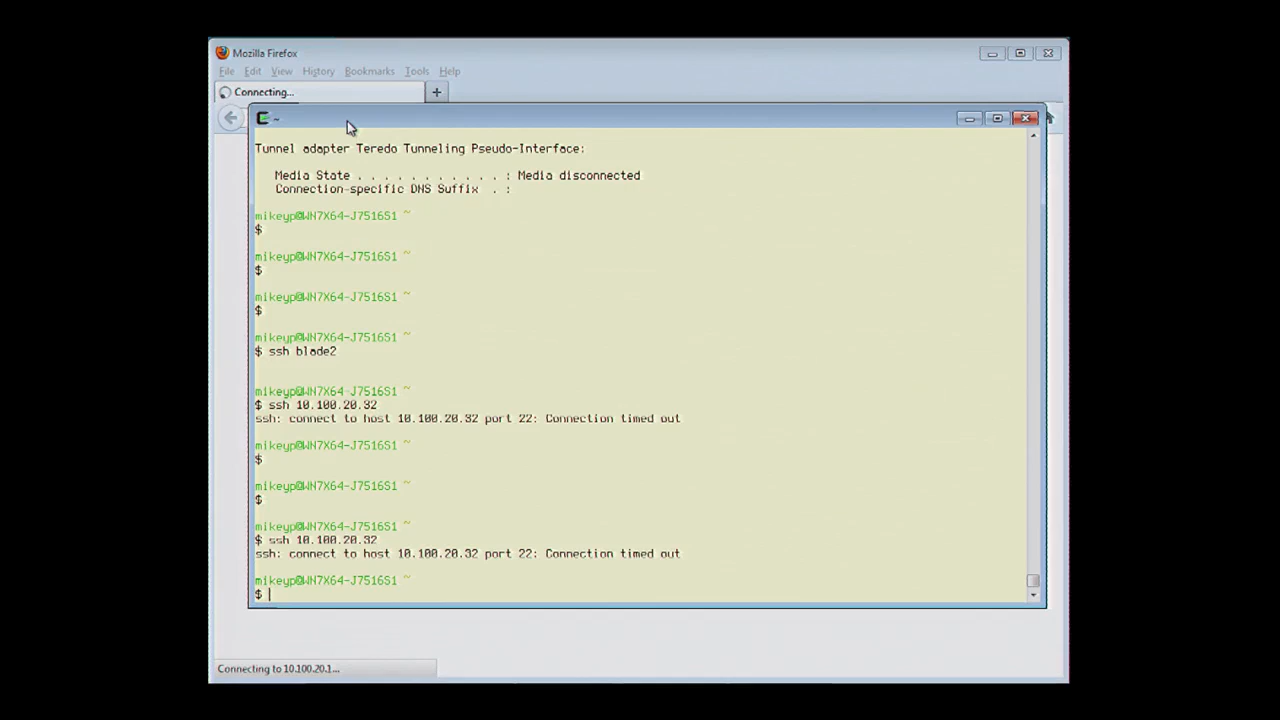 Mozilla Firefox
File Edit View History Bookmarks Tools Help
Connecting...
~
Tunnel adapter Teredo Tunneling Pseudo-Interface:
Media State . . . . . . . . . . . : Media disconnected
Connection-specific DNS Suffix . :
mikeyp@WN7X64-J7516S1 ~
$
mikeyp@WN7X64-J7516S1 ~
$
mikeyp@WN7X64-J7516S1 ~
$
mikeyp@WN7X64-J7516S1 ~
$ ssh blade2
mikeyp@WN7X64-J7516S1 ~
$ ssh 10.100.20.32
ssh: connect to host 10.100.20.32 port 22: Connection timed out
mikeyp@WN7X64-J7516S1 ~
$
mikeyp@WN7X64-J7516S1 ~
$
mikeyp@WN7X64-J7516S1 ~
$ ssh 10.100.20.32
ssh: connect to host 10.100.20.32 port 22: Connection timed out
mikeyp@WN7X64-J7516S1 ~
$
Connecting to 10.100.20.1...